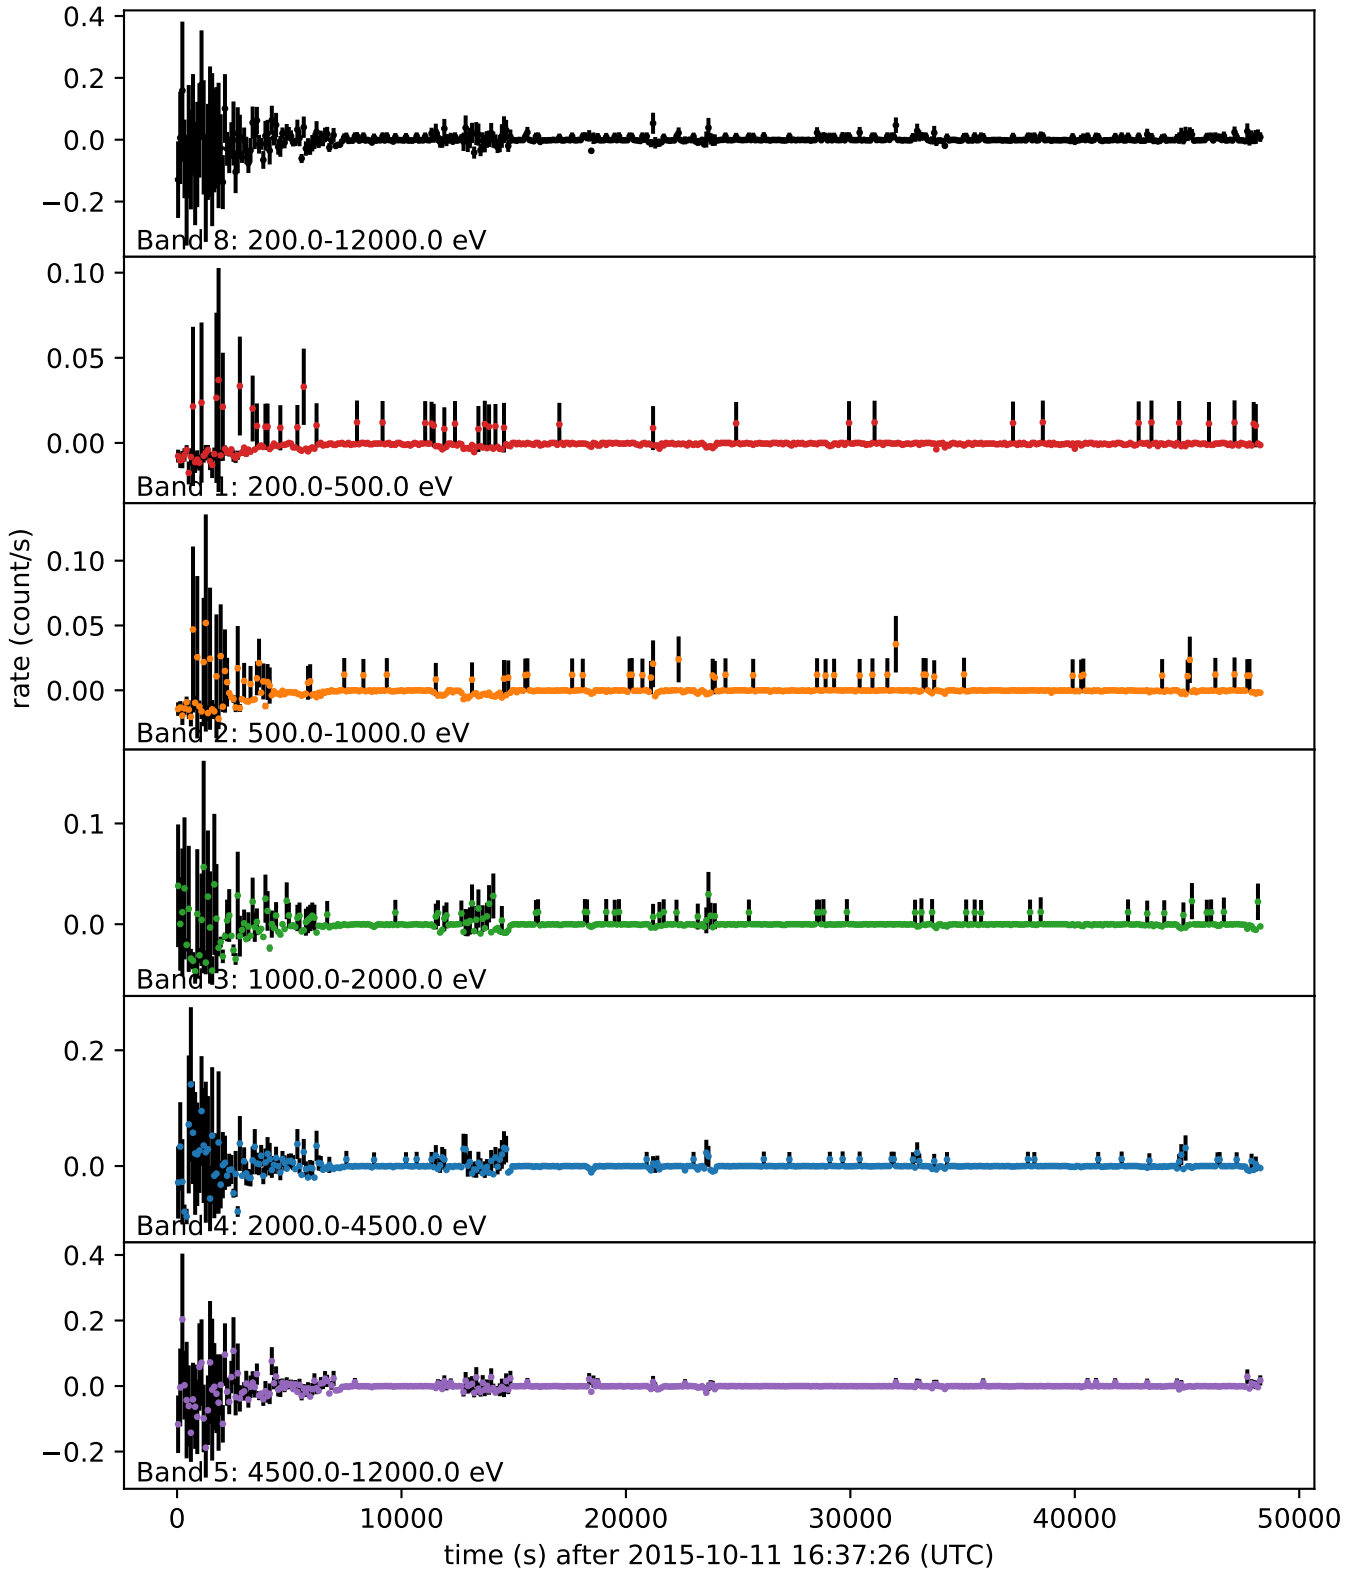 0.4
0.2
0.0
−0.2
Band 8: 200.0-12000.0 eV
0.10
0.05
0.00
Band 1: 200.0-500.0 eV
rate (count/s)
0.10
0.05
0.00
Band 2: 500.0-1000.0 eV
0.1
0.0
Band 3: 1000.0-2000.0 eV
0.2
0.0
Band 4: 2000.0-4500.0 eV
0.4
0.2
0.0
−0.2
Band 5: 4500.0-12000.0 eV
0 10000 20000 30000 40000 50000
time (s) after 2015-10-11 16:37:26 (UTC)